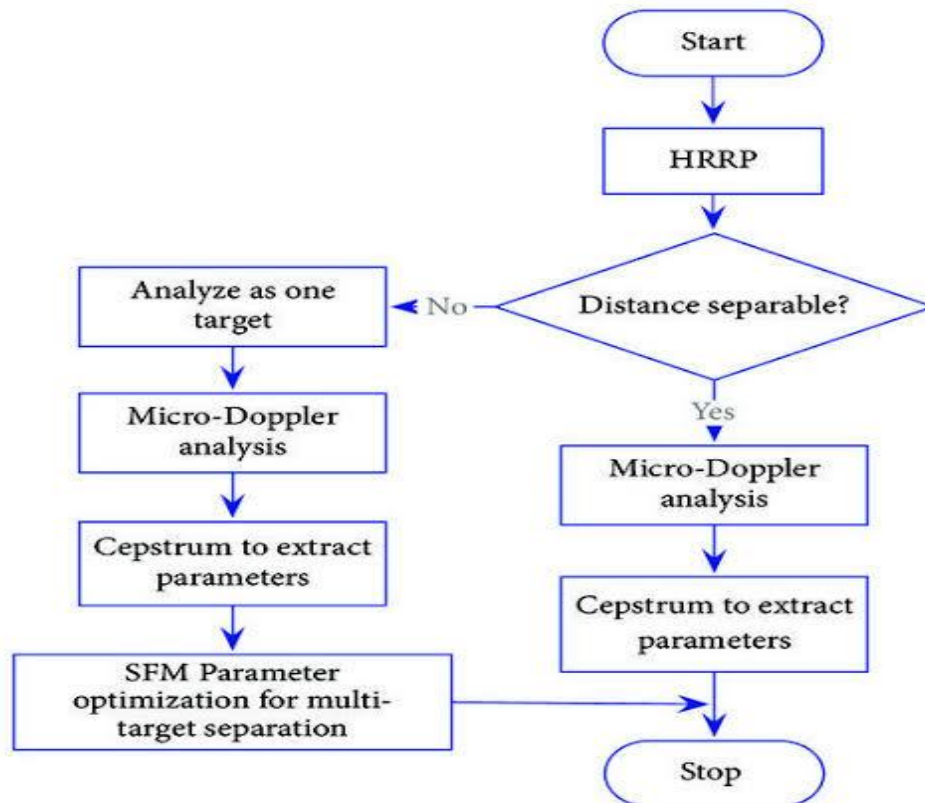 Start
HRRP
Distance separable?
No
Yes
Analyze as one
target
Micro-Doppler
analysis
Cepstrum to extract
parameters
SFM Parameter
optimization for multi-
target separation
Micro-Doppler
analysis
Cepstrum to extract
parameters
Stop